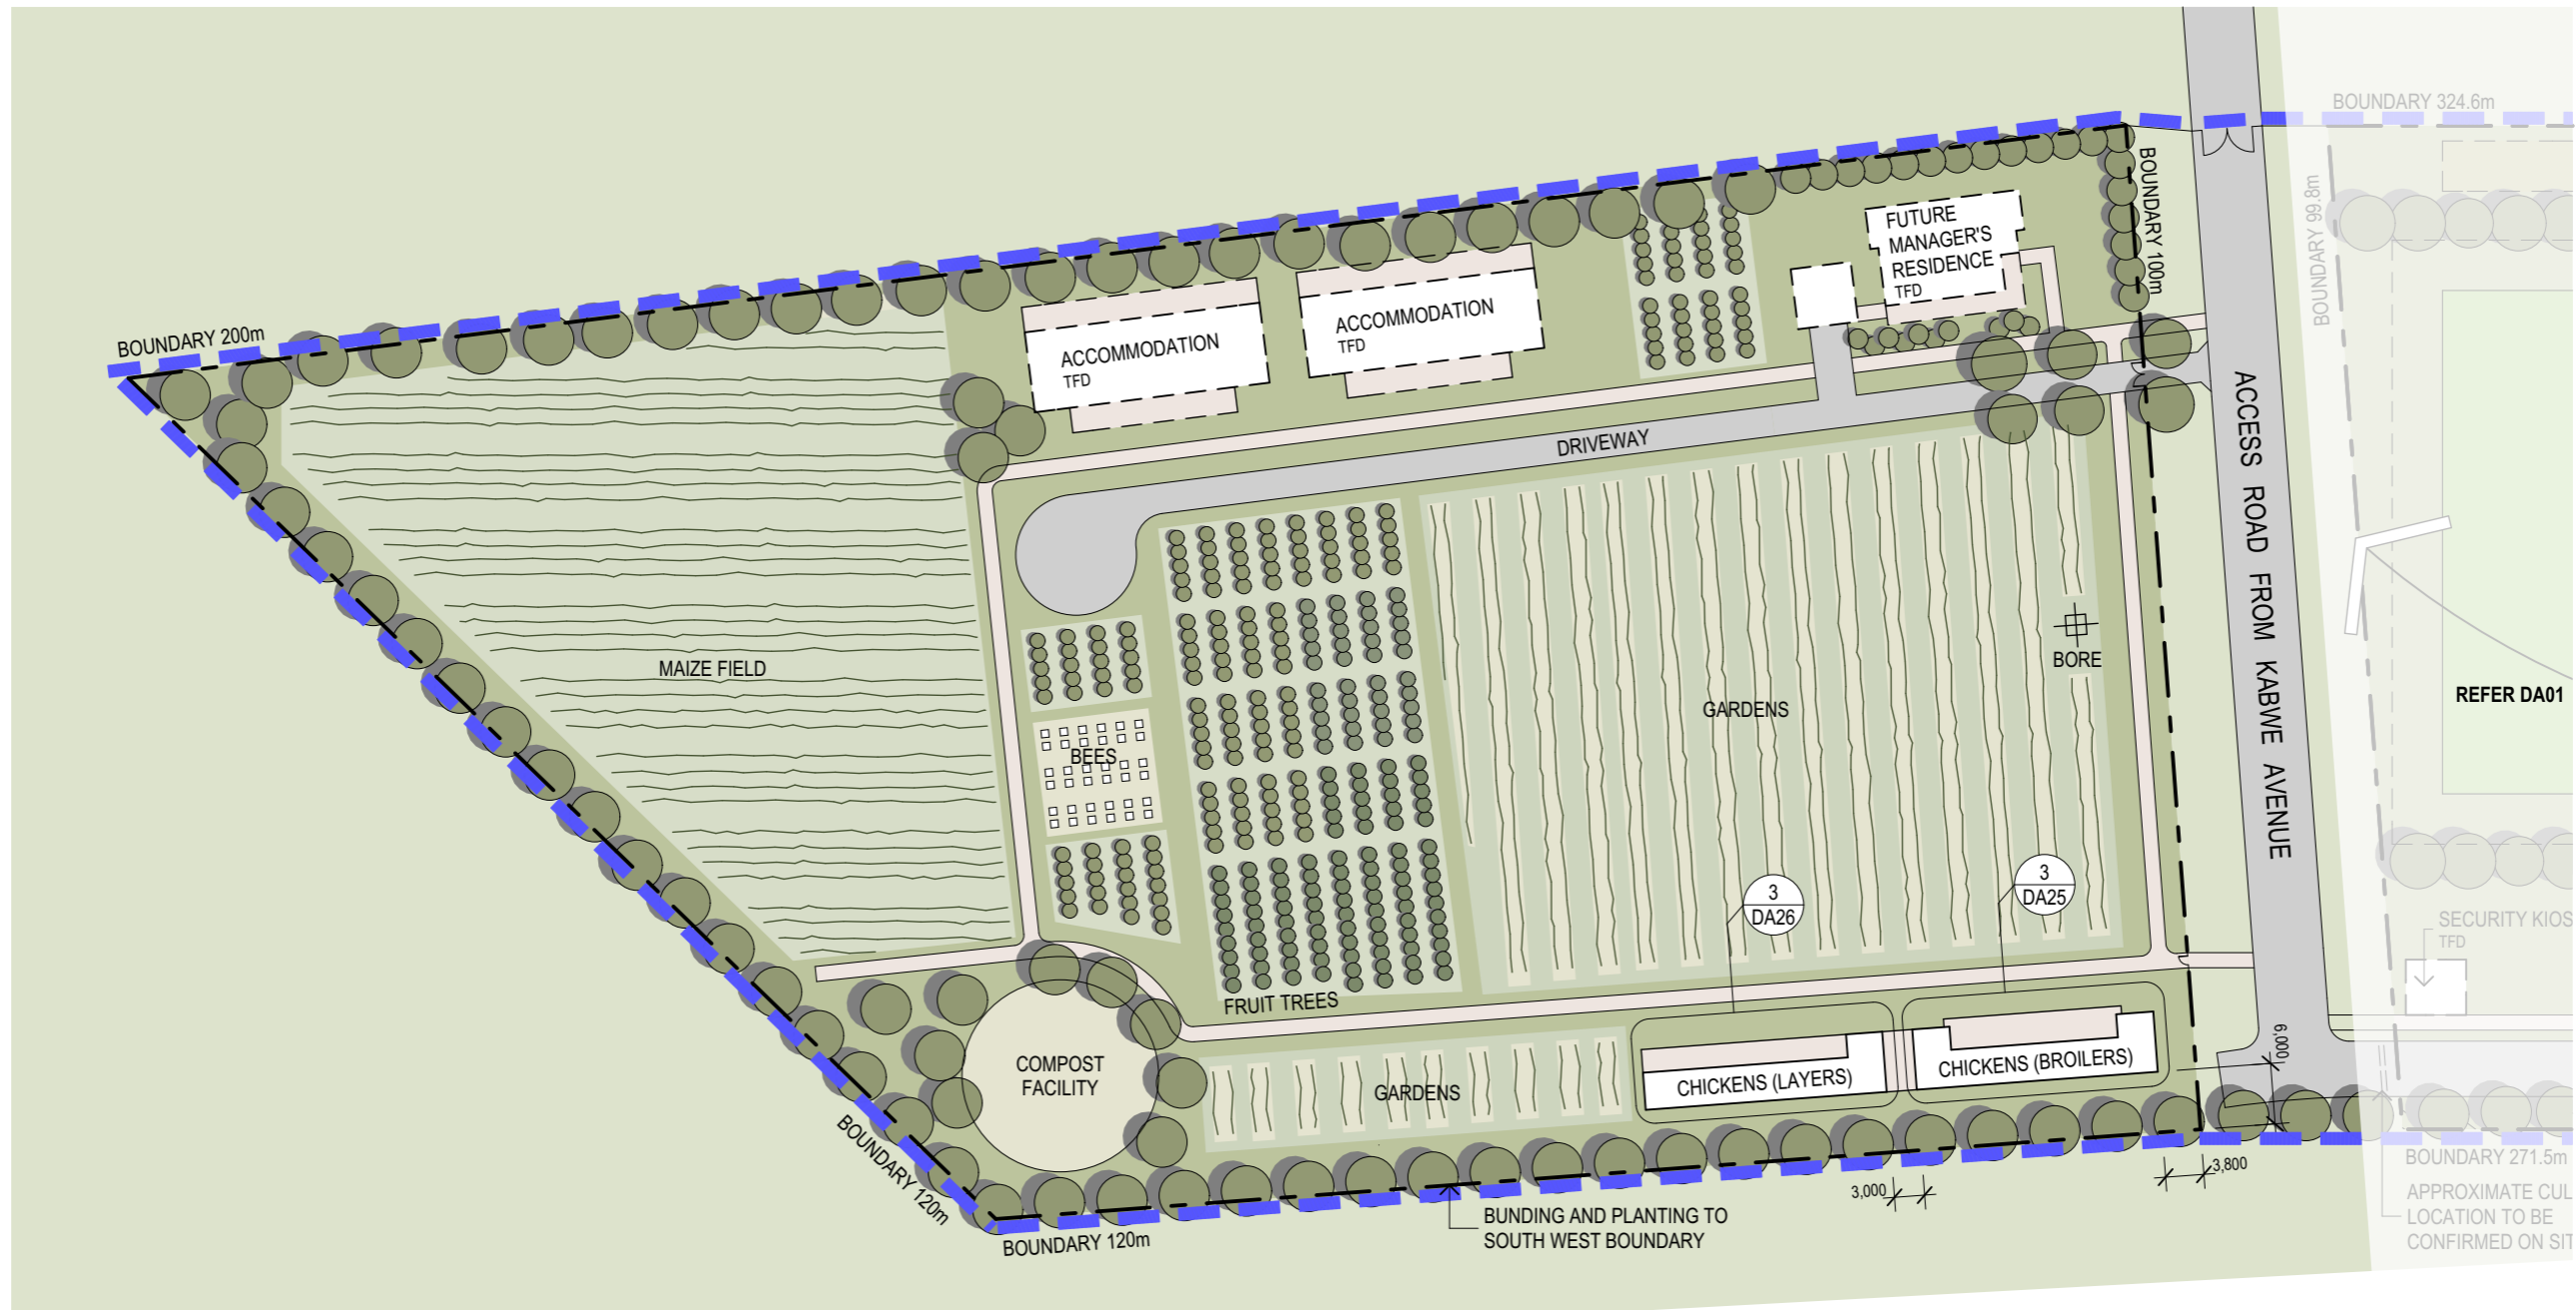 BOUNDARY 324.6m
BOUNDARY 99.8m
BOUNDARY 100m
FUTURE
MANAGER'S
RESIDENCE
TFD
BOUNDARY 200m
ACCOMMODATION
TFD
ACCOMMODATION
TFD
DRIVEWAY
ACCESS ROAD FROM KABWE AVENUE
MAIZE FIELD
BORE
REFER DA01
GARDENS
BEES
3
DA26
3
DA25
SECURITY KIOS
TFD
FRUIT TREES
COMPOST
FACILITY
GARDENS
CHICKENS (LAYERS)
CHICKENS (BROILERS)
6,000
BOUNDARY 120m
BOUNDARY 120m
3,000
3,800
BUNDING AND PLANTING TO
SOUTH WEST BOUNDARY
BOUNDARY 271.5m
APPROXIMATE CUL
LOCATION TO BE
CONFIRMED ON SIT